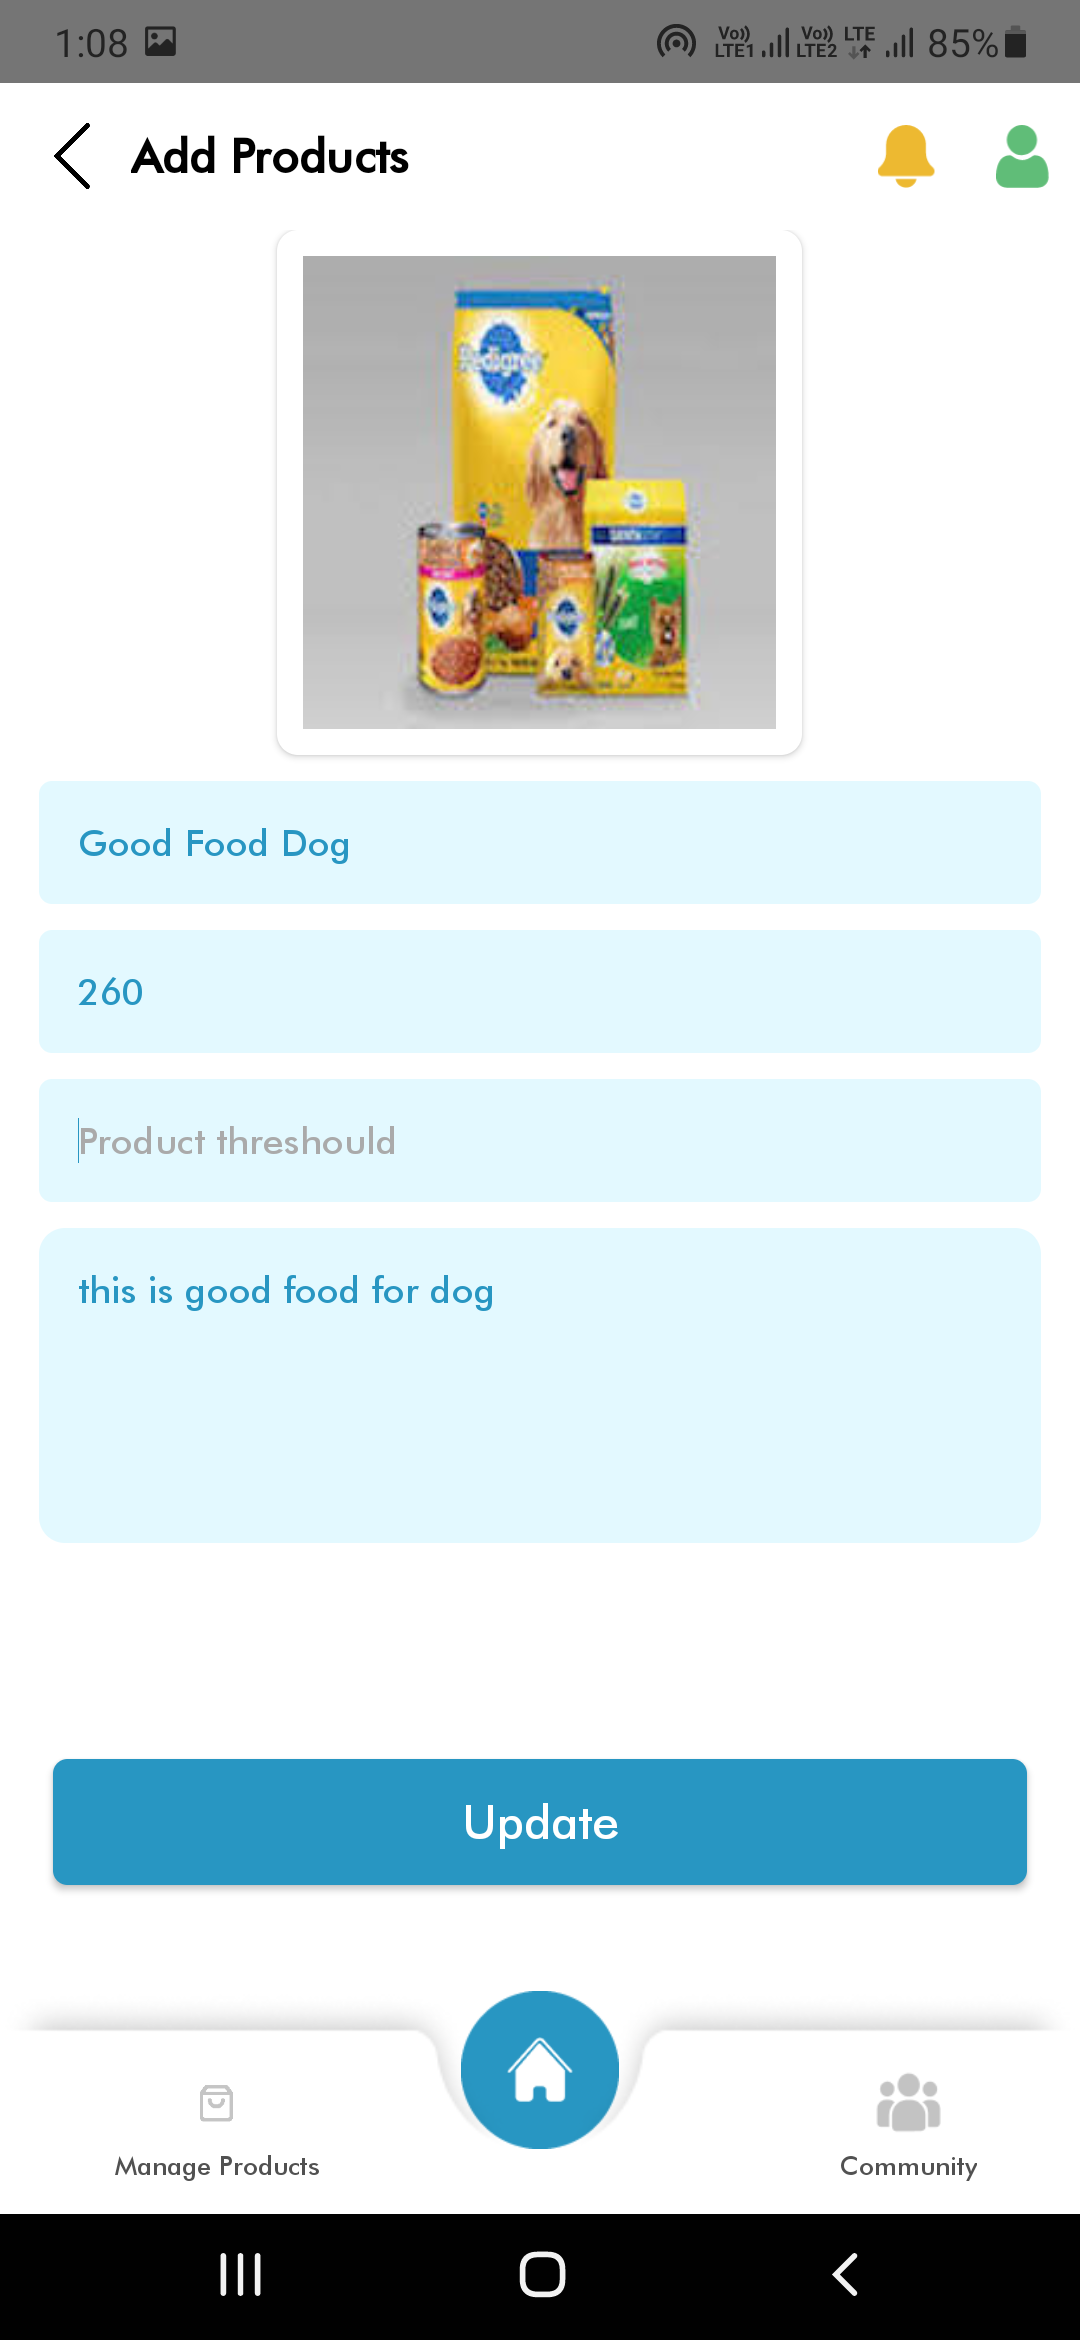 1:08
Vo)) LTE1 Vo)) LTE2 LTE 85%
Add Products
Pedigree
Good Food Dog
260
Product threshould
this is good food for dog
Update
Manage Products
Community